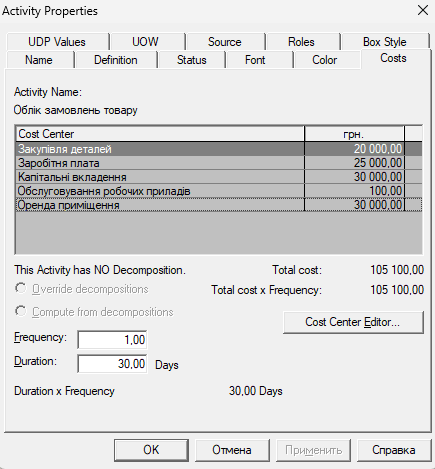 Activity Properties
UDP Values UOW Source Roles Box Style
Name Definition Status Font Color Costs
Activity Name:
Облік замовлень товару
Cost Center грн.
Закупівля деталей 20 000,00
Заробітня плата 25 000,00
Капітальні вкладення 30 000,00
Обслуговування робочих приладів 100,00
Оренда приміщення 30 000,00
This Activity has NO Decomposition. Total cost: 105 100,00
Override decompositions Total cost x Frequency: 105 100,00
Compute from decompositions
Cost Center Editor...
Frequency: 1,00
Duration: 30,00 Days
Duration x Frequency 30,00 Days
OK Отмена Применить Справка